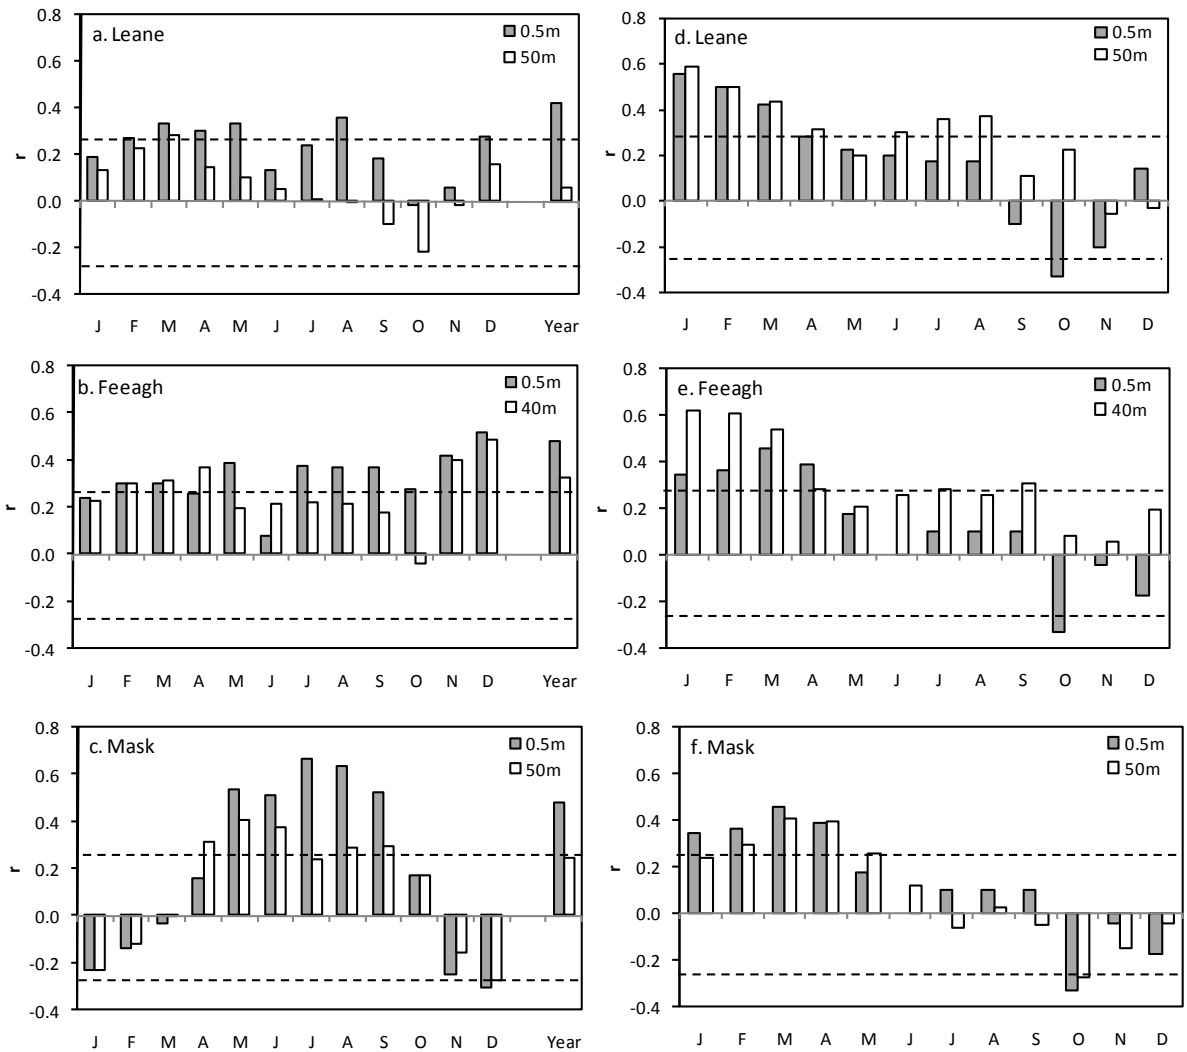 a. Leane
0.5m
50m
0.8
0.6
0.4
0.2
0.0
-0.2
-0.4
r
J F M A M J J A S O N D Year
d. Leane
0.5m
50m
0.8
0.6
0.4
0.2
0.0
-0.2
-0.4
r
J F M A M J J A S O N D
b. Feeagh
0.5m
40m
0.8
0.6
0.4
0.2
0.0
-0.2
-0.4
r
J F M A M J J A S O N D Year
e. Feeagh
0.5m
40m
0.8
0.6
0.4
0.2
0.0
-0.2
-0.4
r
J F M A M J J A S O N D
c. Mask
0.5m
50m
0.8
0.6
0.4
0.2
0.0
-0.2
-0.4
r
J F M A M J J A S O N D Year
f. Mask
0.5m
50m
0.8
0.6
0.4
0.2
0.0
-0.2
-0.4
r
J F M A M J J A S O N D